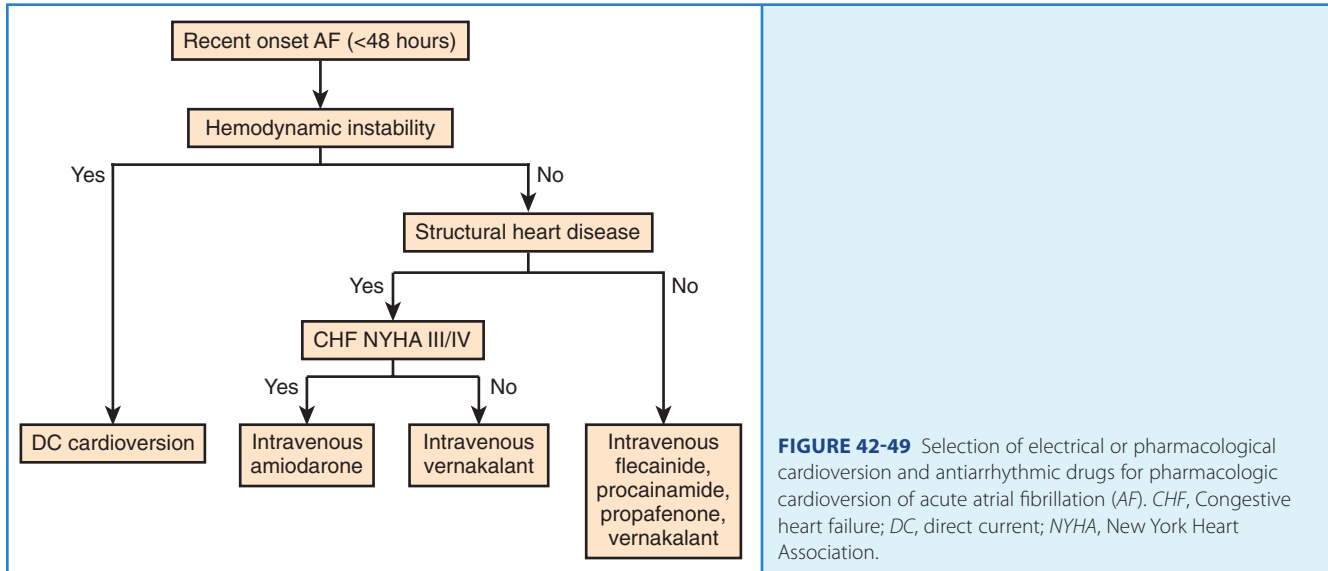 Recent onset AF (<48 hours)
Hemodynamic instability
Yes
No
Structural heart disease
Yes
No
CHF NYHA III/IV
Yes
No
DC cardioversion
Intravenous
amiodarone
Intravenous
vernakalant
Intravenous
flecainide,
procainamide,
propafenone,
vernakalant
FIGURE 42-49 Selection of electrical or pharmacological
cardioversion and antiarrhythmic drugs for pharmacologic
cardioversion of acute atrial fibrillation (AF). CHF, Congestive
heart failure; DC, direct current; NYHA, New York Heart
Association.